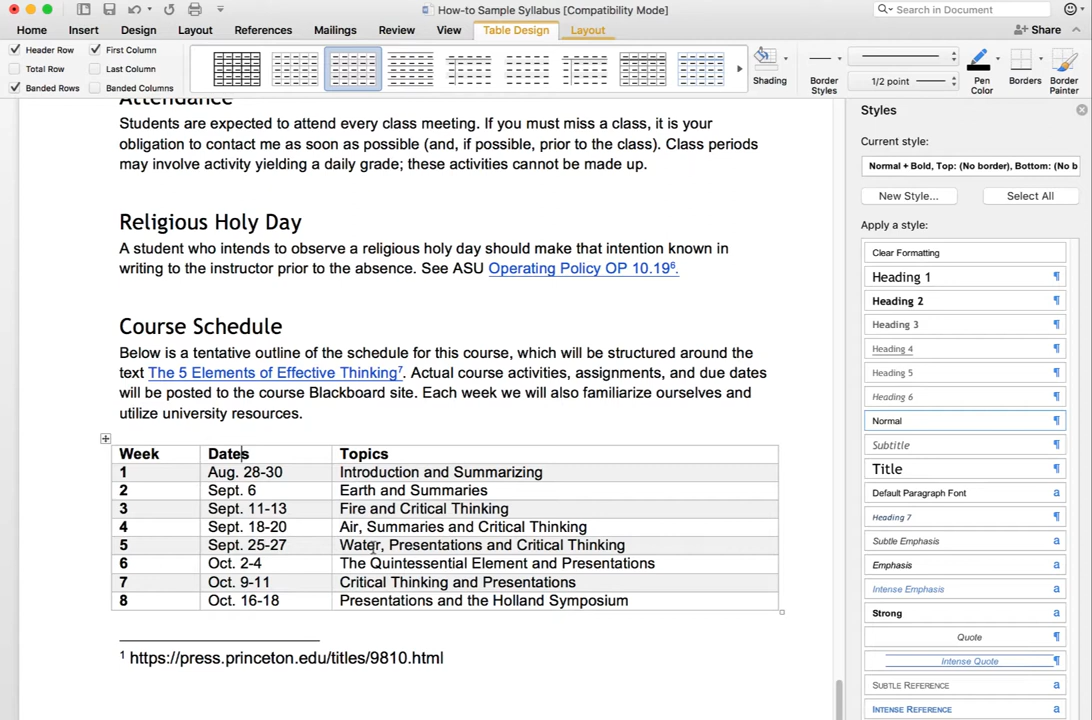 How-to Sample Syllabus [Compatibility Mode]
Search in Document
Home Insert Draw Design Layout References Mailings Review View Table Design Layout Share
Header Row First Column
Total Row Last Column
Banded Rows Banded Columns
Shading
Border Styles
1/2 point
Pen Color
Borders
Border Painter
Attendance
Students are expected to attend every class meeting. If you must miss a class, it is your
obligation to contact me as soon as possible (and, if possible, prior to the class). Class periods
may involve activity yielding a daily grade; these activities cannot be made up.
Religious Holy Day
A student who intends to observe a religious holy day should make that intention known in
writing to the instructor prior to the absence. See ASU Operating Policy OP 10.19⁶.
Course Schedule
Below is a tentative outline of the schedule for this course, which will be structured around the
text The 5 Elements of Effective Thinking⁷. Actual course activities, assignments, and due dates
will be posted to the course Blackboard site. Each week we will also familiarize ourselves and
utilize university resources.
Week Dates Topics
1 Aug. 28-30 Introduction and Summarizing
2 Sept. 6 Earth and Summaries
3 Sept. 11-13 Fire and Critical Thinking
4 Sept. 18-20 Air, Summaries and Critical Thinking
5 Sept. 25-27 Water, Presentations and Critical Thinking
6 Oct. 2-4 The Quintessential Element and Presentations
7 Oct. 9-11 Critical Thinking and Presentations
8 Oct. 16-18 Presentations and the Holland Symposium
¹ https://press.princeton.edu/titles/9810.html
Styles
Current style:
Normal + Bold, Top: (No border), Bottom: (No b
New Style... Select All
Apply a style:
Clear Formatting
Heading 1
Heading 2
Heading 3
Heading 4
Heading 5
Heading 6
Normal
Subtitle
Title
Default Paragraph Font
Heading 7
Subtle Emphasis
Emphasis
Intense Emphasis
Strong
Quote
Intense Quote
Subtle Reference
Intense Reference